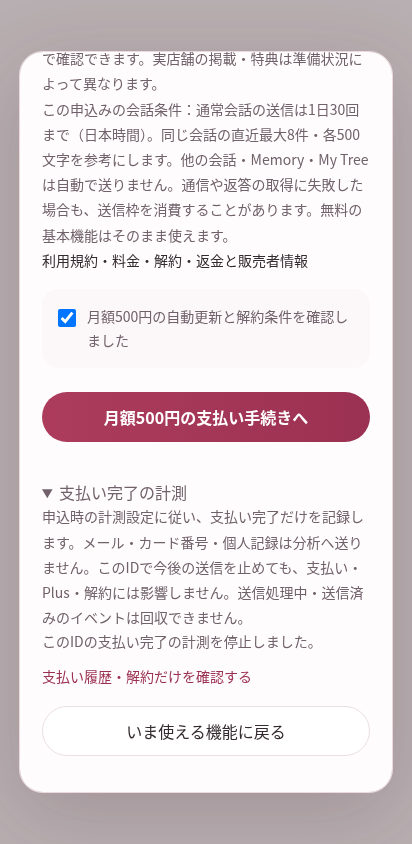 で確認できます。実店舗の掲載・特典は準備状況に
よって異なります。
この申込みの会話条件：通常会話の送信は1日30回
まで（日本時間）。同じ会話の直近最大8件・各500
文字を参考にします。他の会話・Memory・My Tree
は自動で送りません。通信や返答の取得に失敗した
場合も、送信枠を消費することがあります。無料の
基本機能はそのまま使えます。
利用規約・料金・解約・返金と販売者情報
月額500円の自動更新と解約条件を確認し
ました
月額500円の支払い手続きへ
▼ 支払い完了の計測
申込時の計測設定に従い、支払い完了だけを記録し
ます。メール・カード番号・個人記録は分析へ送り
ません。このIDで今後の送信を止めても、支払い・
Plus・解約には影響しません。送信処理中・送信済
みのイベントは回収できません。
このIDの支払い完了の計測を停止しました。
支払い履歴・解約だけを確認する
いま使える機能に戻る